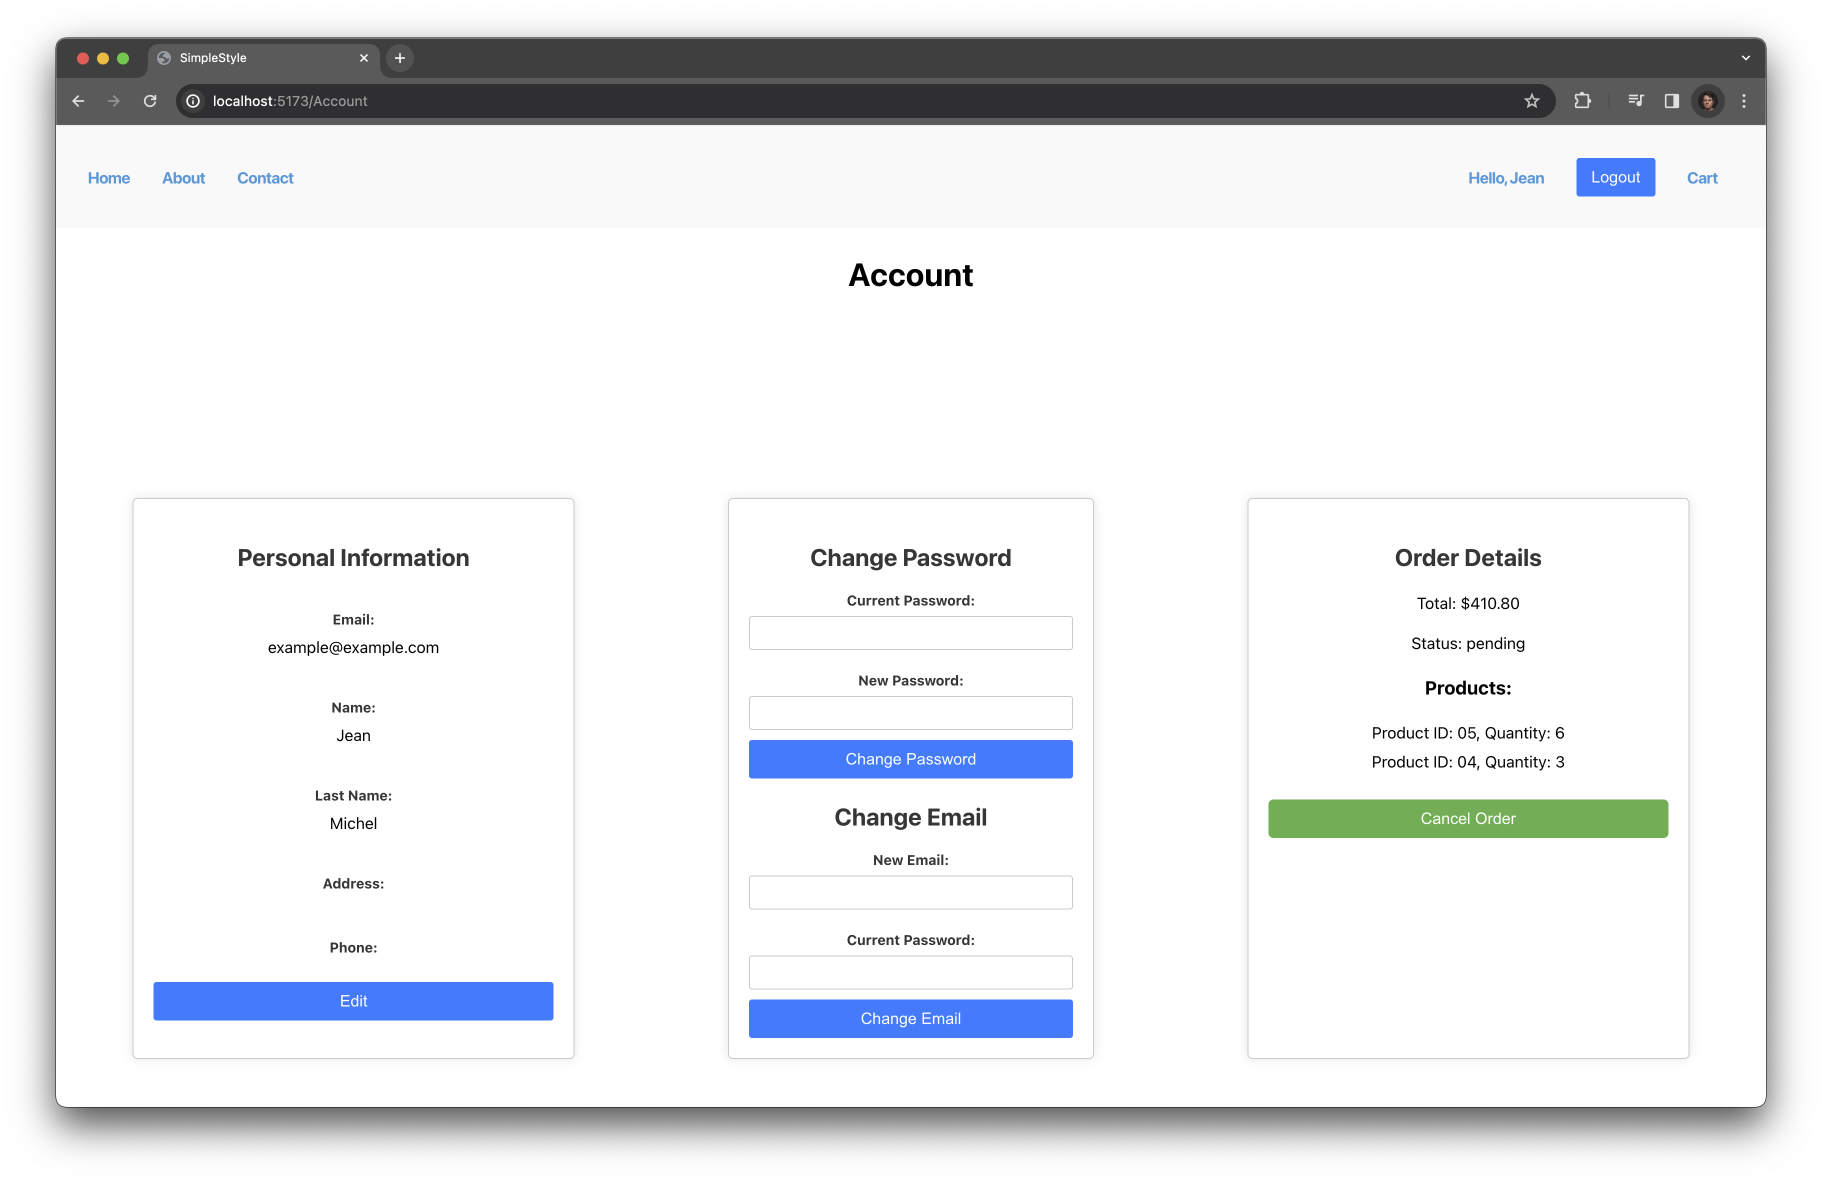 SimpleStyle
localhost:5173/Account
Home About Contact Hello, Jean Logout Cart
Account
Personal Information
Email:
example@example.com
Name:
Jean
Last Name:
Michel
Address:
Phone:
Edit
Change Password
Current Password:
New Password:
Change Password
Change Email
New Email:
Current Password:
Change Email
Order Details
Total: $410.80
Status: pending
Products:
Product ID: 05, Quantity: 6
Product ID: 04, Quantity: 3
Cancel Order